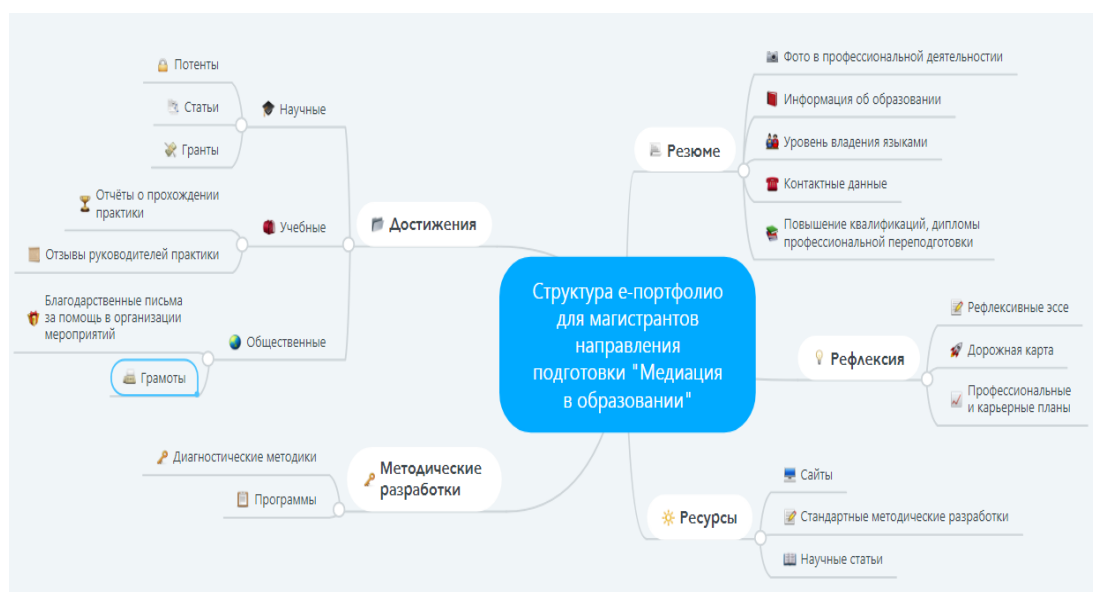 Структура е-портфолио
для магистрантов
направления
подготовки "Медиация
в образовании"
Резюме
Фото в профессиональной деятельностии
Информация об образовании
Уровень владения языками
Контактные данные
Повышение квалификаций, дипломы
профессиональной переподготовки
Рефлексия
Рефлексивные эссе
Дорожная карта
Профессиональные
и карьерные планы
Ресурсы
Сайты
Стандартные методические разработки
Научные статьи
Достижения
Научные
Потенты
Статьи
Гранты
Учебные
Отчёты о прохождении
практики
Отзывы руководителей практики
Общественные
Благодарственные письма
за помощь в организации
мероприятий
Грамоты
Методические
разработки
Диагностические методики
Программы